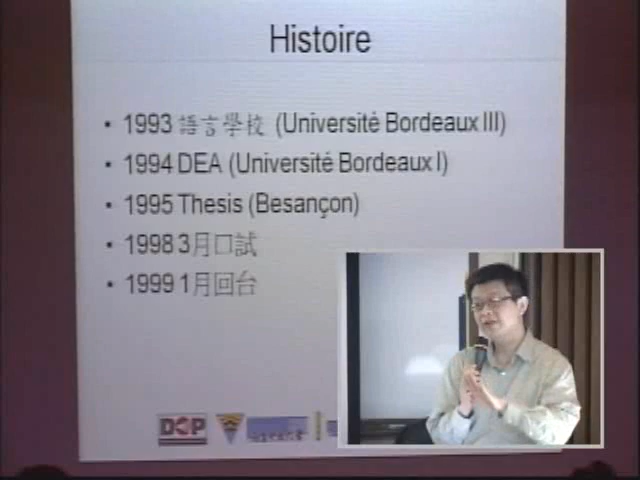 Histoire
• 1993 語言學校 (Université Bordeaux III)
• 1994 DEA (Université Bordeaux I)
• 1995 Thesis (Besançon)
• 1998 3月口試
• 1999 1月回台
DOP